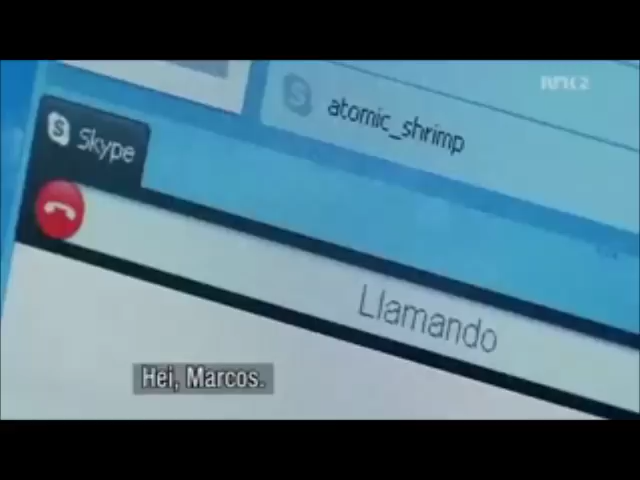 NRK2
atomic_shrimp
Skype
Llamando
Hei, Marcos.